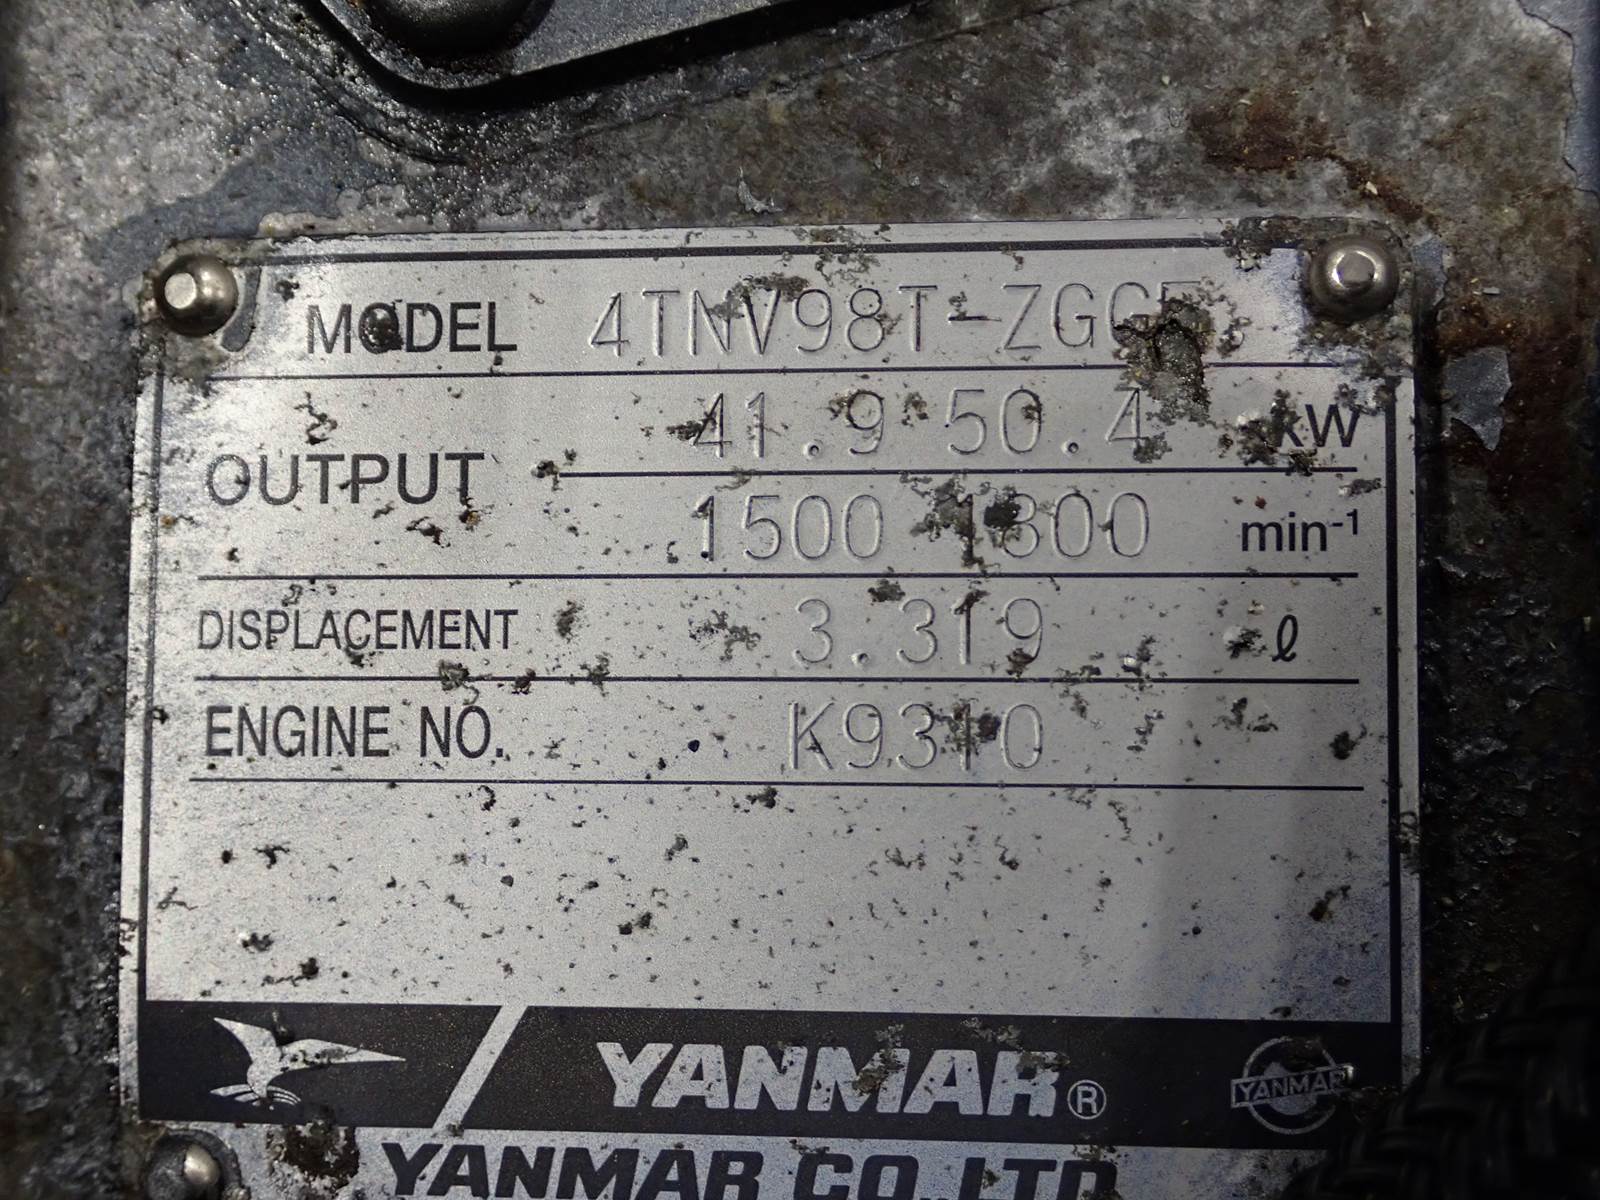 MODEL 4TNV98T-ZGGE
OUTPUT 41.9 50.4 kW
1500 1800 min⁻¹
DISPLACEMENT 3.319 ℓ
ENGINE NO. K9310
YANMAR® YANMAR
YANMAR CO.,LTD.